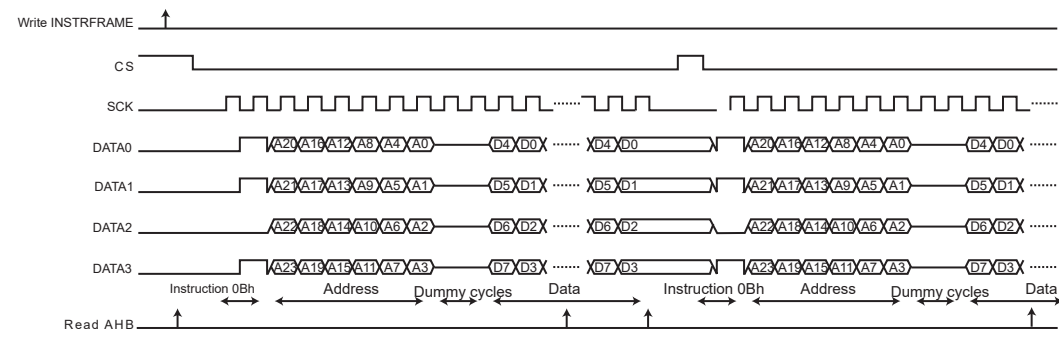 Write INSTRFRAME
CS
SCK
DATA0 A20 A16 A12 A8 A4 A0 D4 D0 D4 D0 A20 A16 A12 A8 A4 A0 D4 D0
DATA1 A21 A17 A13 A9 A5 A1 D5 D1 D5 D1 A21 A17 A13 A9 A5 A1 D5 D1
DATA2 A22 A18 A14 A10 A6 A2 D6 D2 D6 D2 A22 A18 A14 A10 A6 A2 D6 D2
DATA3 A23 A19 A15 A11 A7 A3 D7 D3 D7 D3 A23 A19 A15 A11 A7 A3 D7 D3
Instruction 0Bh Address Dummy cycles Data Instruction 0Bh Address Dummy cycles Data
Read AHB